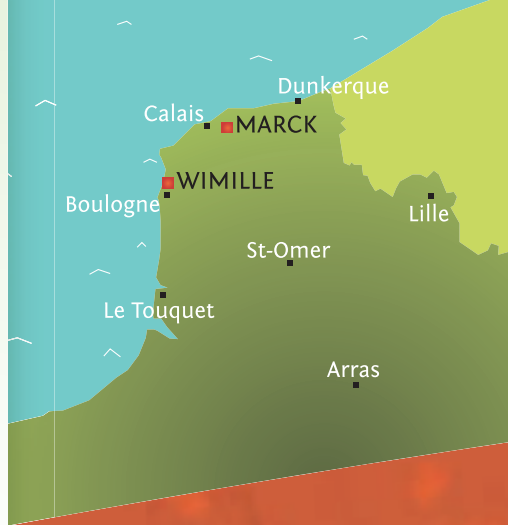 Dunkerque
Calais
MARCK
WIMILLE
Boulogne
Lille
St-Omer
Le Touquet
Arras